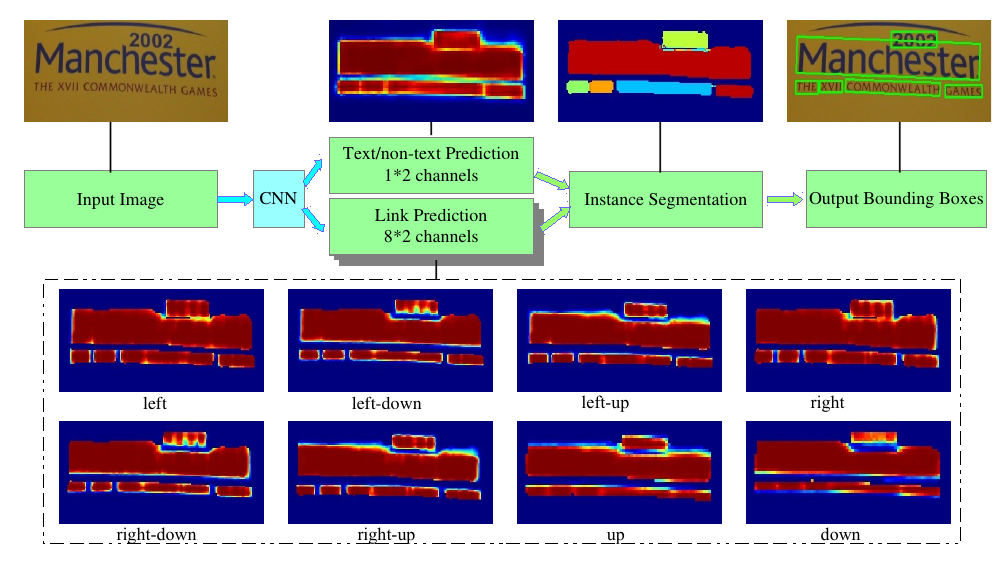 2002
Manchester
THE XVII COMMONWEALTH GAMES
2002
Manchester
THE XVII COMMONWEALTH GAMES
Text/non-text Prediction
1*2 channels
Input Image
CNN
Link Prediction
8*2 channels
Instance Segmentation
Output Bounding Boxes
left
left-down
left-up
right
right-down
right-up
up
down